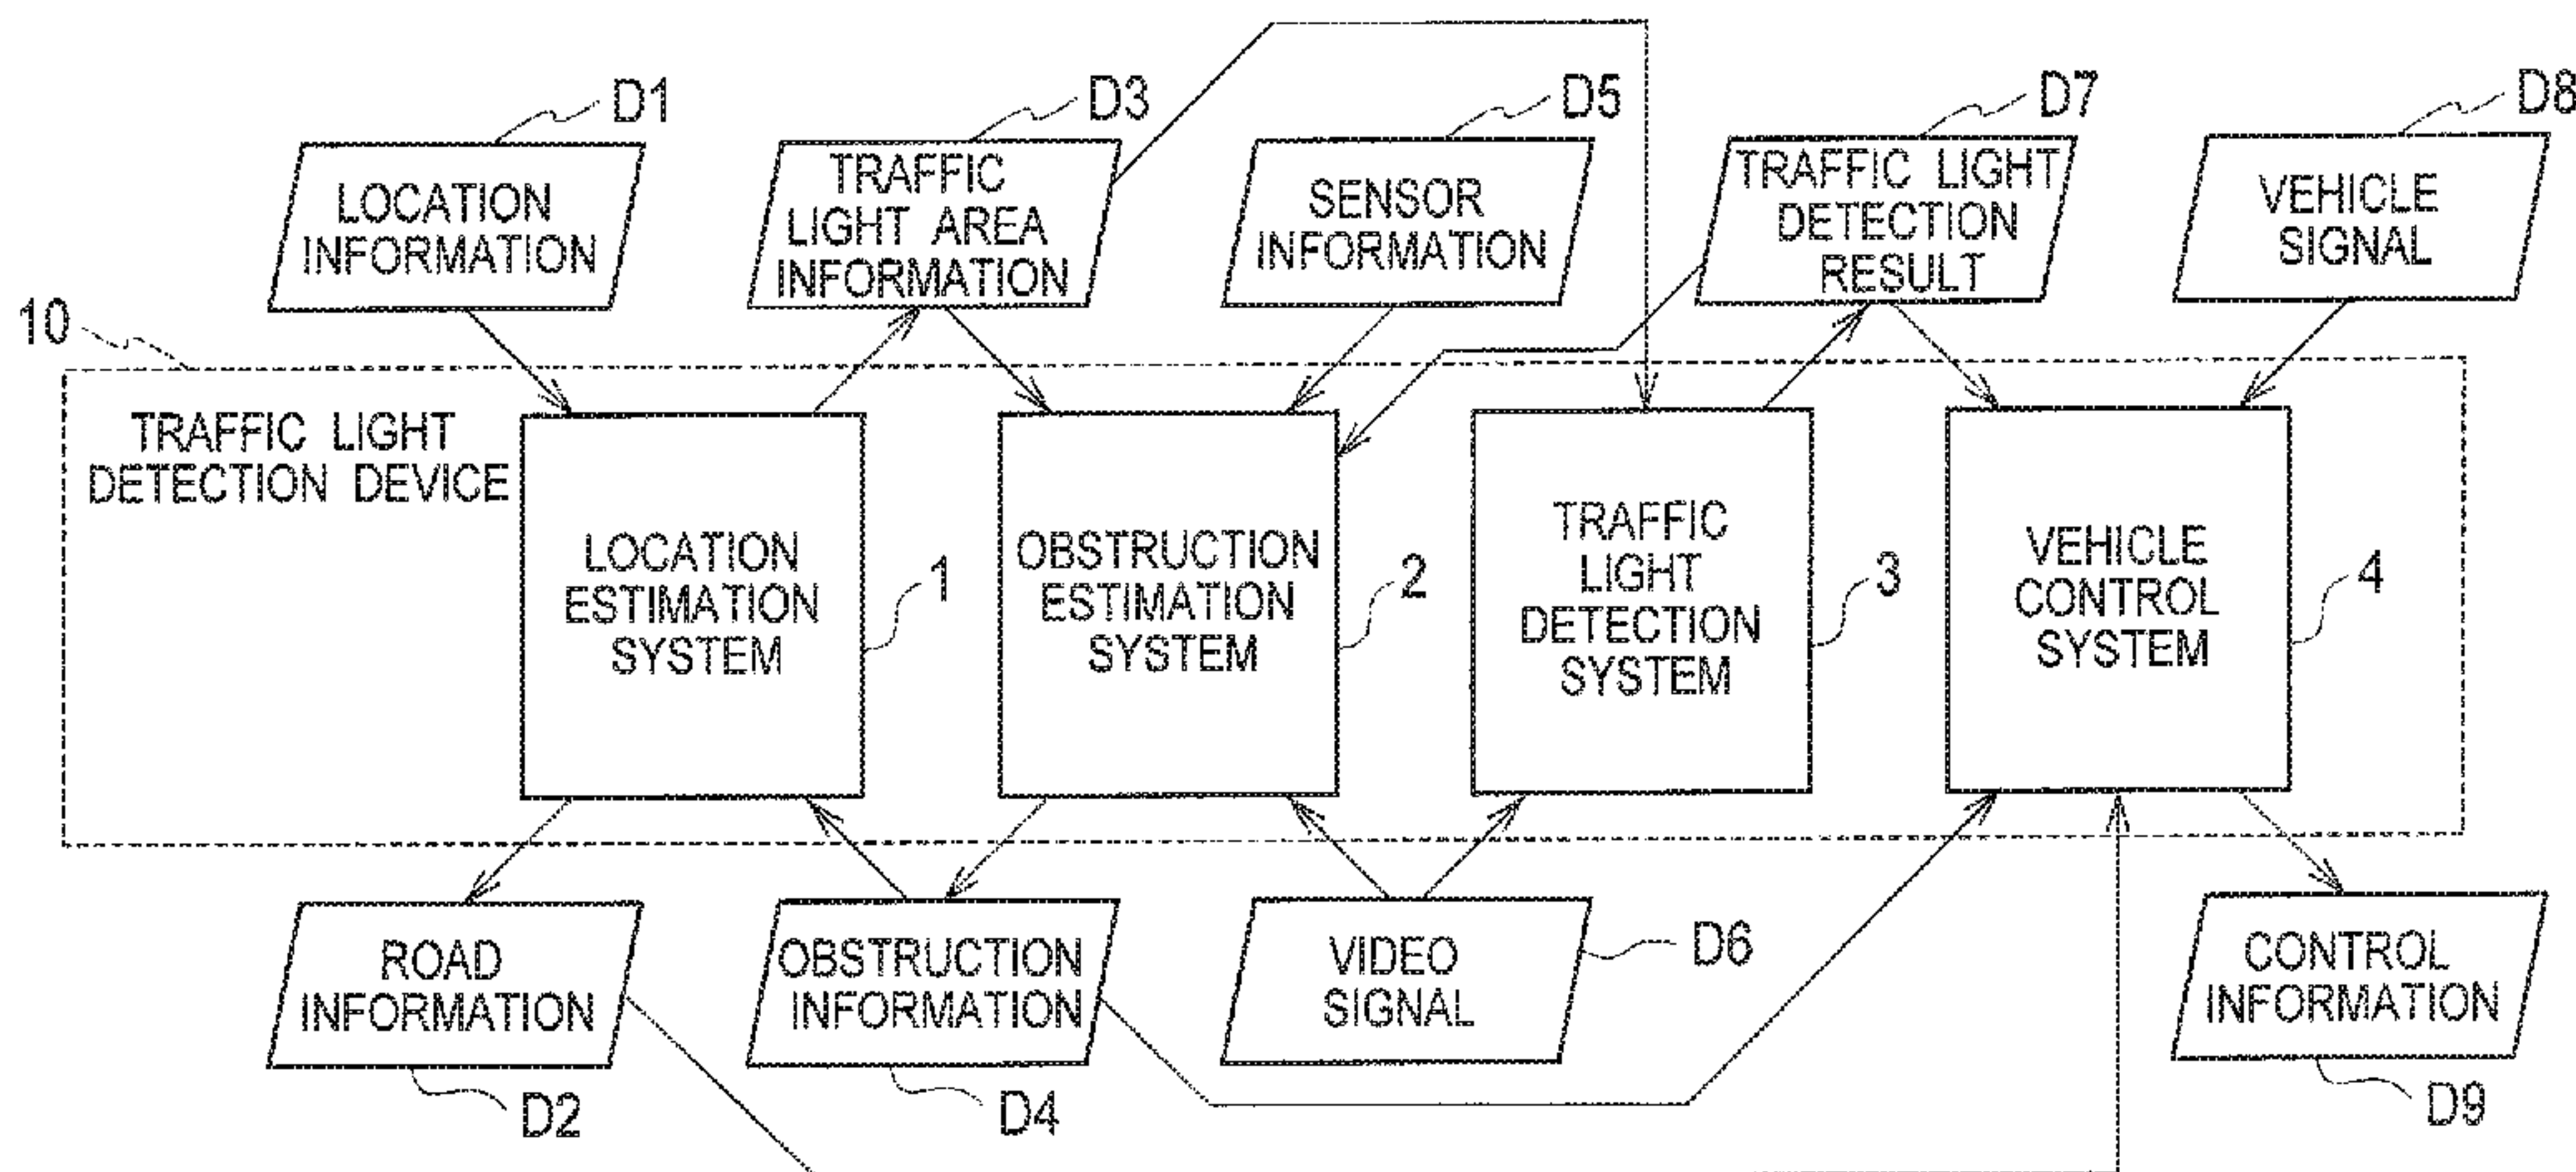 D1
D3
D5
D7
D8
LOCATION
INFORMATION
TRAFFIC
LIGHT AREA
INFORMATION
SENSOR
INFORMATION
TRAFFIC LIGHT
DETECTION
RESULT
VEHICLE
SIGNAL
10
TRAFFIC LIGHT
DETECTION DEVICE
LOCATION
ESTIMATION
SYSTEM
1
OBSTRUCTION
ESTIMATION
SYSTEM
2
TRAFFIC
LIGHT
DETECTION
SYSTEM
3
VEHICLE
CONTROL
SYSTEM
4
ROAD
INFORMATION
OBSTRUCTION
INFORMATION
VIDEO
SIGNAL
D6
CONTROL
INFORMATION
D2
D4
D9